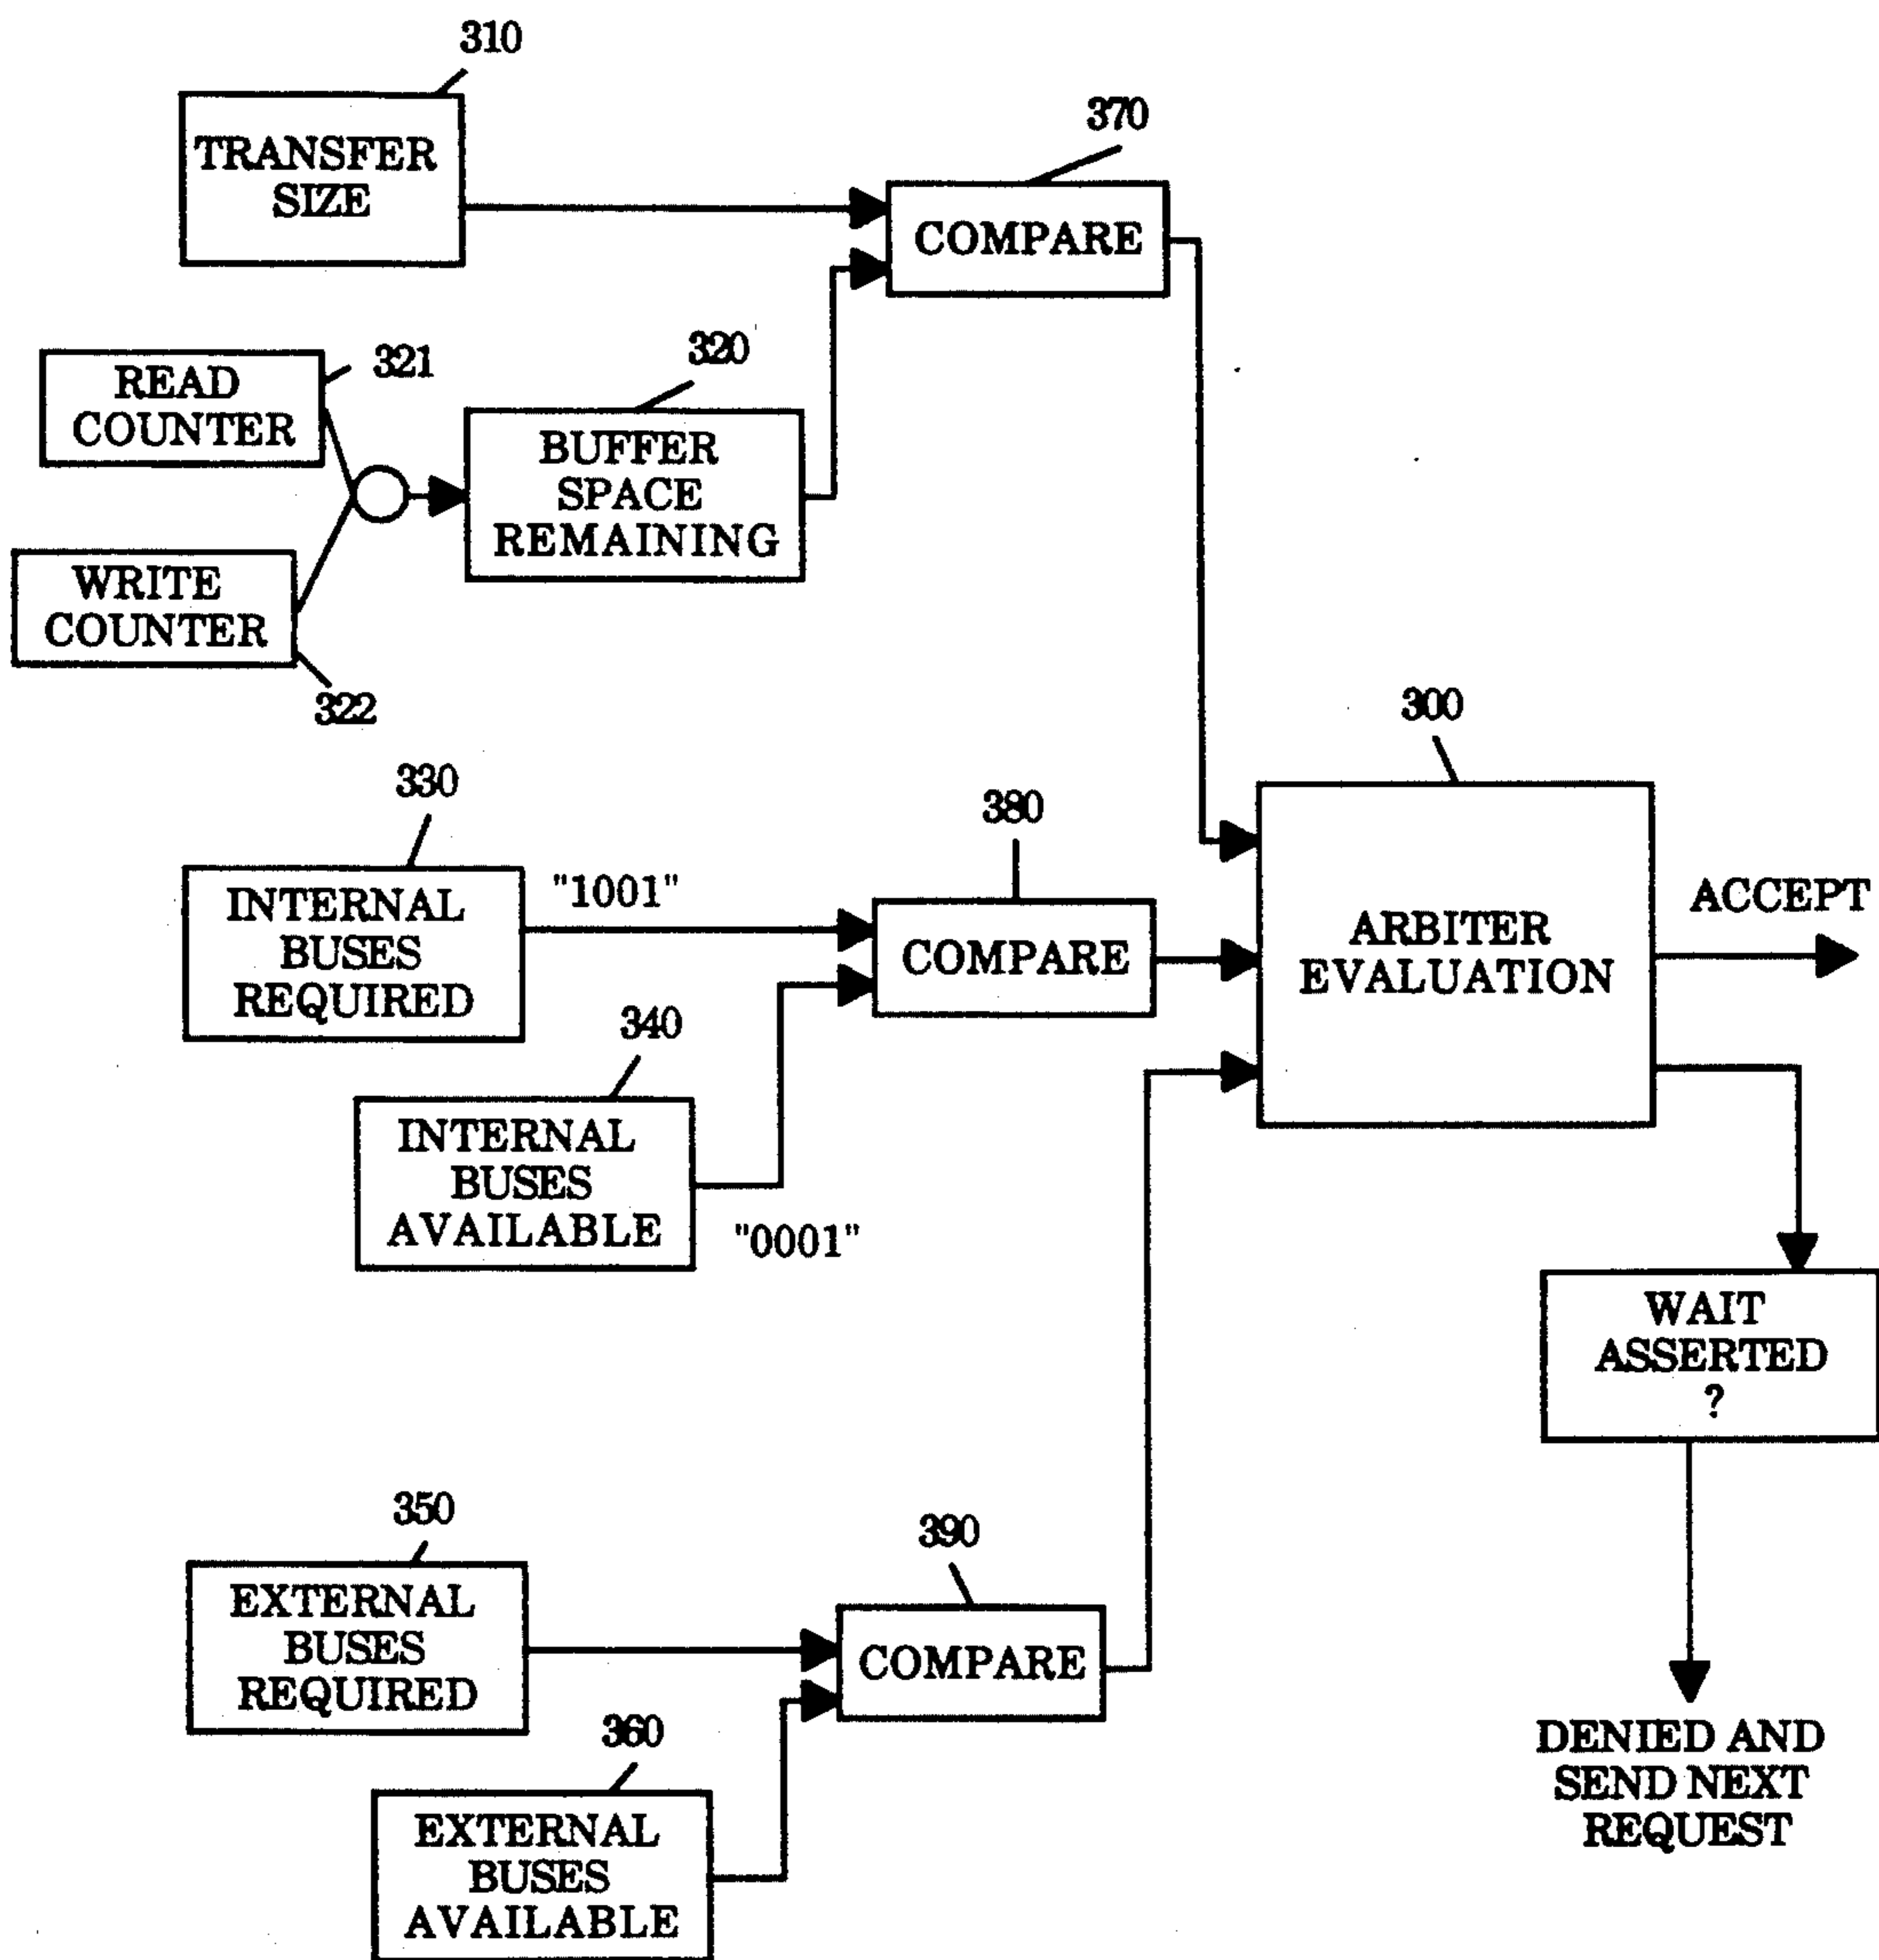 310
TRANSFER
SIZE
370
COMPARE
321
READ
COUNTER
320
BUFFER
SPACE
REMAINING
WRITE
COUNTER
322
300
330
380
INTERNAL
BUSES
REQUIRED
"1001"
COMPARE
ARBITER
EVALUATION
ACCEPT
340
INTERNAL
BUSES
AVAILABLE
"0001"
WAIT
ASSERTED
?
350
390
EXTERNAL
BUSES
REQUIRED
COMPARE
360
EXTERNAL
BUSES
AVAILABLE
DENIED AND
SEND NEXT
REQUEST